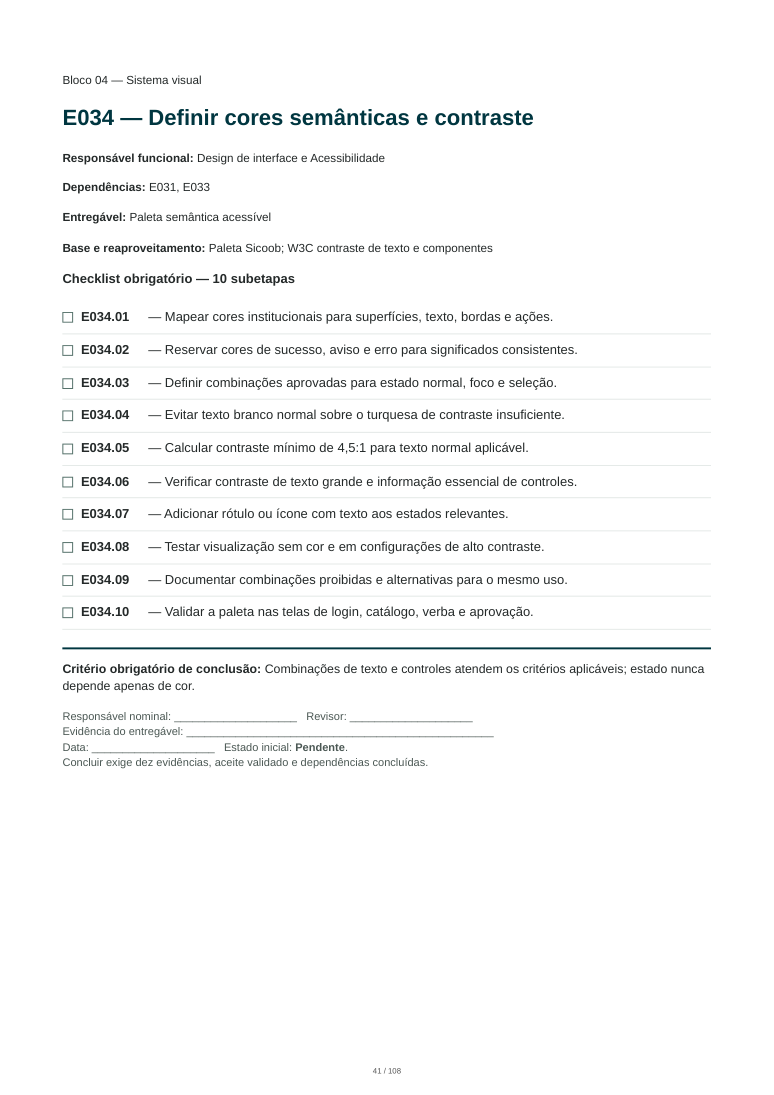 Bloco 04 — Sistema visual
E034 — Definir cores semânticas e contraste
Responsável funcional: Design de interface e Acessibilidade
Dependências: E031, E033
Entregável: Paleta semântica acessível
Base e reaproveitamento: Paleta Sicoob; W3C contraste de texto e componentes
Checklist obrigatório — 10 subetapas
☐ E034.01 — Mapear cores institucionais para superfícies, texto, bordas e ações.
☐ E034.02 — Reservar cores de sucesso, aviso e erro para significados consistentes.
☐ E034.03 — Definir combinações aprovadas para estado normal, foco e seleção.
☐ E034.04 — Evitar texto branco normal sobre o turquesa de contraste insuficiente.
☐ E034.05 — Calcular contraste mínimo de 4,5:1 para texto normal aplicável.
☐ E034.06 — Verificar contraste de texto grande e informação essencial de controles.
☐ E034.07 — Adicionar rótulo ou ícone com texto aos estados relevantes.
☐ E034.08 — Testar visualização sem cor e em configurações de alto contraste.
☐ E034.09 — Documentar combinações proibidas e alternativas para o mesmo uso.
☐ E034.10 — Validar a paleta nas telas de login, catálogo, verba e aprovação.
Critério obrigatório de conclusão: Combinações de texto e controles atendem os critérios aplicáveis; estado nunca
depende apenas de cor.
Responsável nominal: ____________________ Revisor: ____________________
Evidência do entregável: __________________________________________________
Data: ____________________ Estado inicial: Pendente.
Concluir exige dez evidências, aceite validado e dependências concluídas.
41 / 108